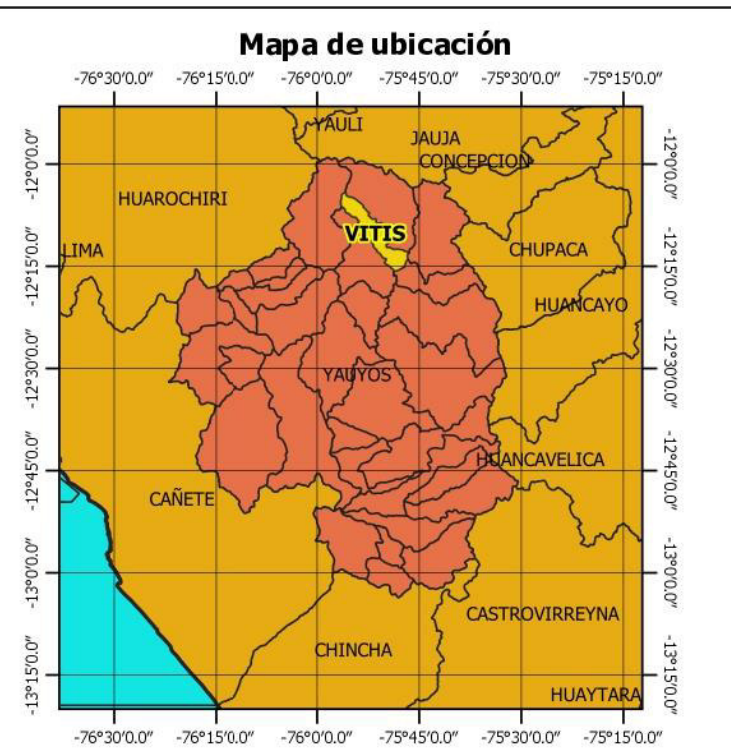 Mapa de ubicación
-76°30'0.0" -76°15'0.0" -76°0'0.0" -75°45'0.0" -75°30'0.0" -75°15'0.0"
YAULI
JAUJA
CONCEPCION
-12°0'0.0" -12°0'0.0"
HUAROCHIRI
VITIS
LIMA
CHUPACA
-12°15'0.0" -12°15'0.0"
HUANCAYO
-12°30'0.0" -12°30'0.0"
YAUYOS
HUANCAVELICA
-12°45'0.0" -12°45'0.0"
CAÑETE
-13°0'0.0" -13°0'0.0"
CASTROVIRREYNA
CHINCHA
-13°15'0.0" -13°15'0.0"
HUAYTARA
-76°30'0.0" -76°15'0.0" -76°0'0.0" -75°45'0.0" -75°30'0.0" -75°15'0.0"